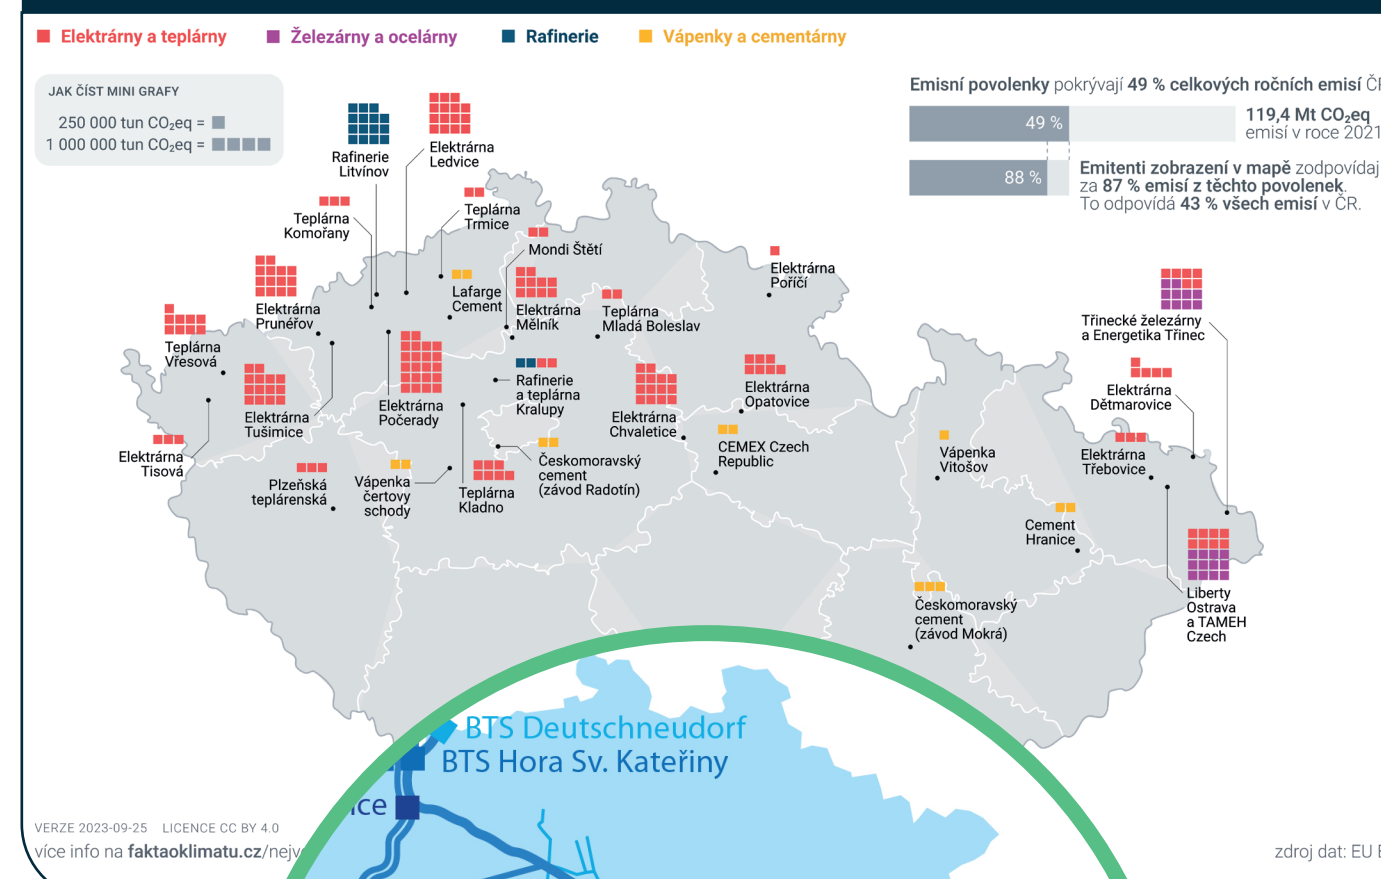 Elektrárny a teplárny
Železárny a ocelárny
Rafinerie
Vápenky a cementárny
JAK ČÍST MINI GRAFY
250 000 tun CO₂eq =
1 000 000 tun CO₂eq =
Emisní povolenky pokrývají 49 % celkových ročních emisí Č
49 %
119,4 Mt CO₂eq
emisí v roce 2021
88 %
Emitenti zobrazení v mapě zodpovídaj
za 87 % emisí z těchto povolenek.
To odpovídá 43 % všech emisí v ČR.
Rafinerie
Litvínov
Elektrárna
Ledvice
Teplárna
Komořany
Teplárna
Trmice
Mondi Štětí
Elektrárna
Poříčí
Elektrárna
Prunéřov
Lafarge
Cement
Elektrárna
Mělník
Teplárna
Mladá Boleslav
Třinecké železárny
a Energetika Třinec
Teplárna
Vřesová
Elektrárna
Tušimice
Elektrárna
Počerady
Rafinerie
a teplárna
Kralupy
Elektrárna
Chvaletice
Elektrárna
Opatovice
Elektrárna
Dětmarovice
Elektrárna
Tisová
Plzeňská
teplárenská
Vápenka
čertovy
schody
Teplárna
Kladno
Českomoravský
cement
(závod Radotín)
CEMEX Czech
Republic
Vápenka
Vitošov
Elektrárna
Třebovice
Cement
Hranice
Českomoravský
cement
(závod Mokrá)
Liberty
Ostrava
a TAMEH
Czech
BTS Deutschneudorf
BTS Hora Sv. Kateřiny
ice
VERZE 2023-09-25 LICENCE CC BY 4.0
více info na faktaoklimatu.cz/nejv
zdroj dat: EU E